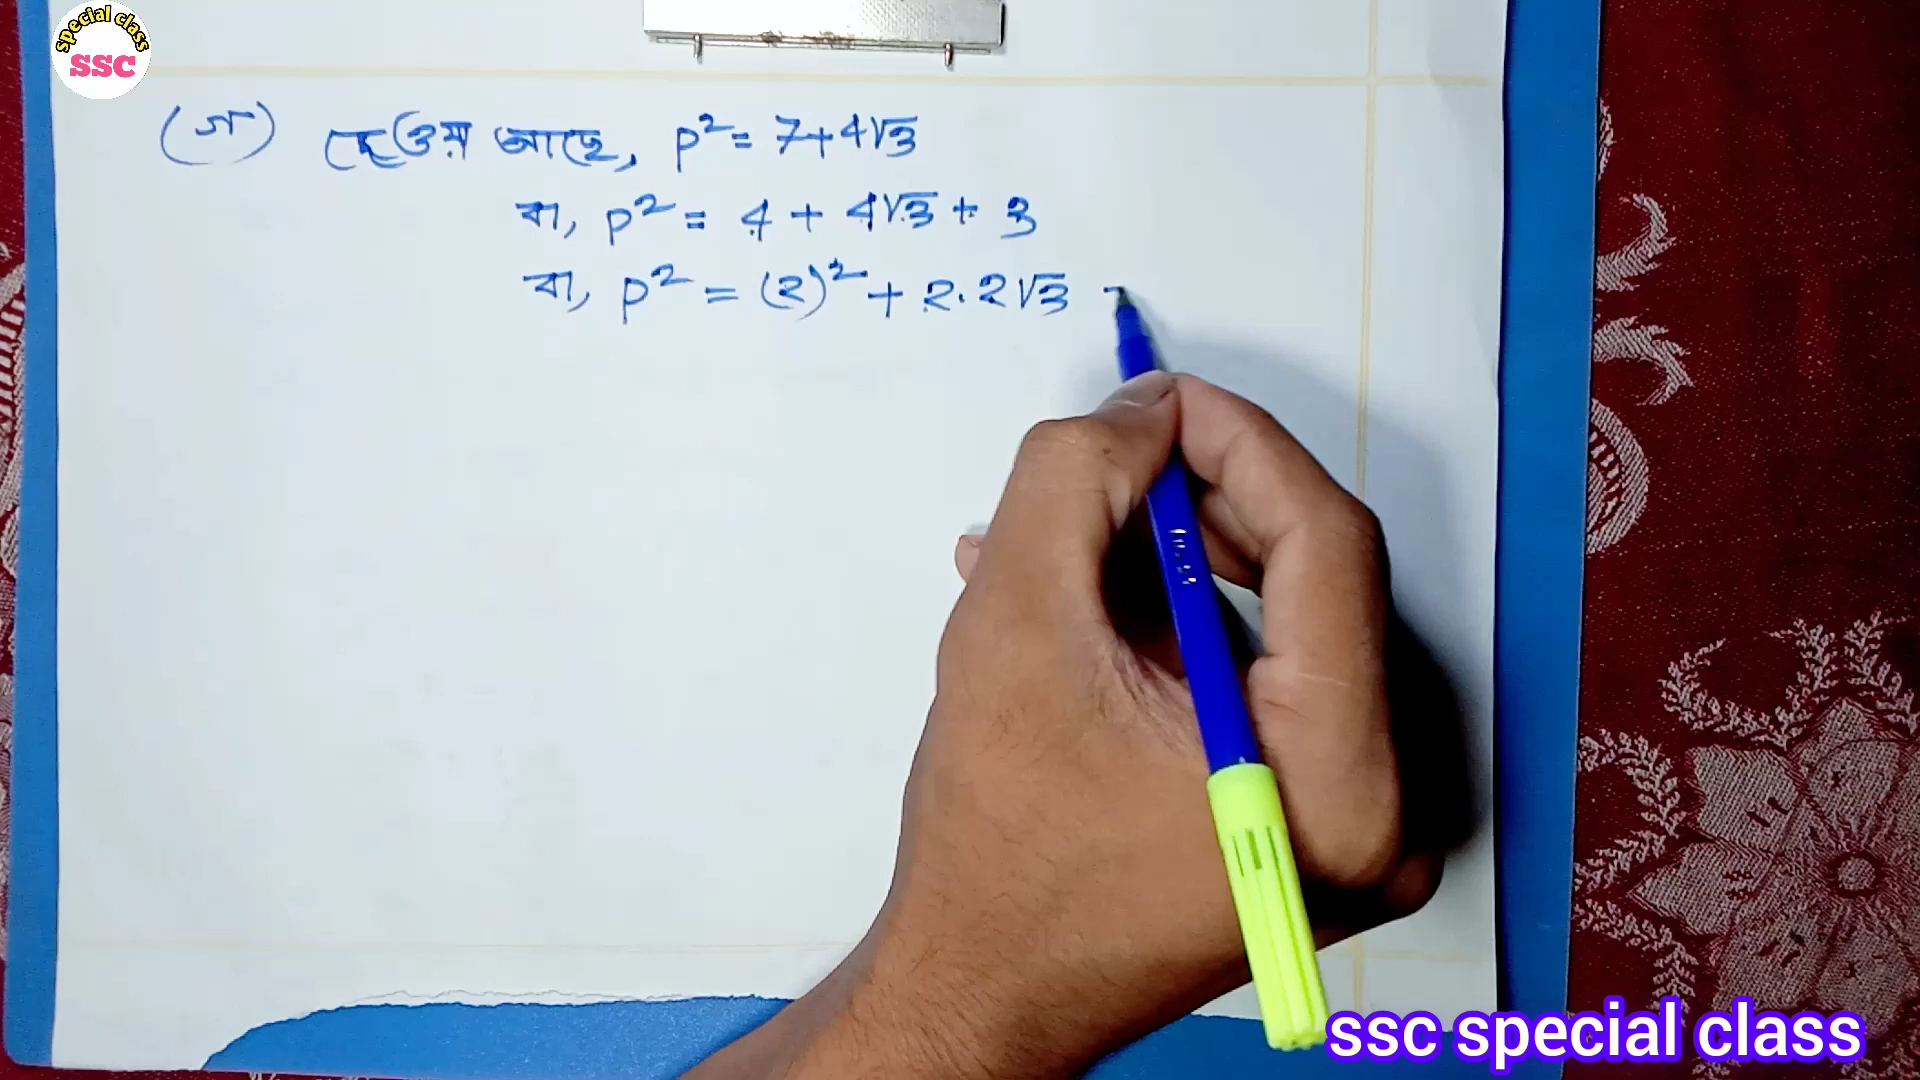 special class
SSC
(গ) দেওয়া আছে, p² = 7+4√3
বা, p² = 4 + 4√3 + 3
বা, p² = (2)² + 2.2√3
ssc special class